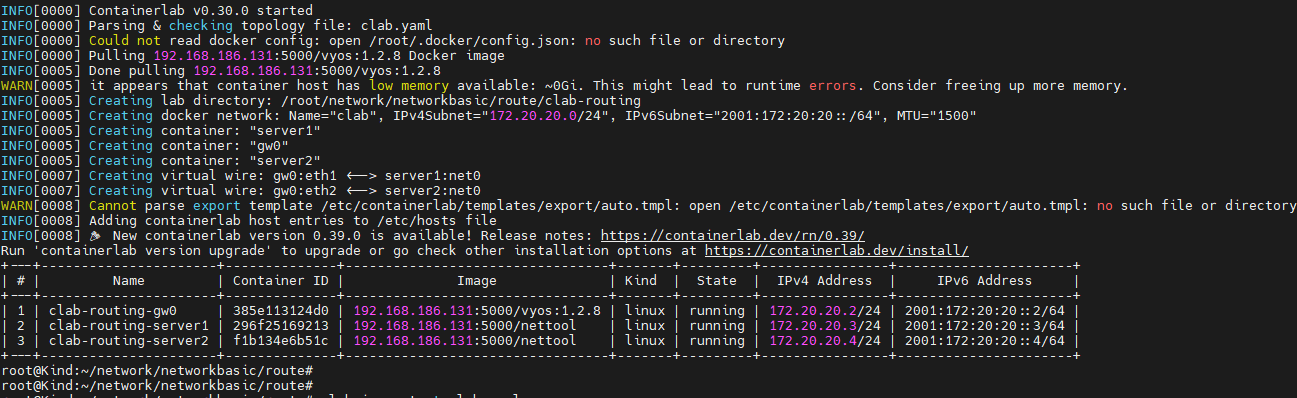 INFO[0000] Containerlab v0.30.0 started
INFO[0000] Parsing & checking topology file: clab.yaml
INFO[0000] Could not read docker config: open /root/.docker/config.json: no such file or directory
INFO[0000] Pulling 192.168.186.131:5000/vyos:1.2.8 Docker image
INFO[0005] Done pulling 192.168.186.131:5000/vyos:1.2.8
WARN[0005] it appears that container host has low memory available: ~0Gi. This might lead to runtime errors. Consider freeing up more memory.
INFO[0005] Creating lab directory: /root/network/networkbasic/route/clab-routing
INFO[0005] Creating docker network: Name="clab", IPv4Subnet="172.20.20.0/24", IPv6Subnet="2001:172:20:20::/64", MTU="1500"
INFO[0005] Creating container: "server1"
INFO[0005] Creating container: "gw0"
INFO[0005] Creating container: "server2"
INFO[0007] Creating virtual wire: gw0:eth1 <--> server1:net0
INFO[0007] Creating virtual wire: gw0:eth2 <--> server2:net0
WARN[0008] Cannot parse export template /etc/containerlab/templates/export/auto.tmpl: open /etc/containerlab/templates/export/auto.tmpl: no such file or directory
INFO[0008] Adding containerlab host entries to /etc/hosts file
INFO[0008] 🎉 New containerlab version 0.39.0 is available! Release notes: https://containerlab.dev/rn/0.39/
Run 'containerlab version upgrade' to upgrade or go check other installation options at https://containerlab.dev/install/
+---+----------------------+--------------+---------------------------------+-------+---------+----------------+----------------------+
| # | Name | Container ID | Image | Kind | State | IPv4 Address | IPv6 Address |
+---+----------------------+--------------+---------------------------------+-------+---------+----------------+----------------------+
| 1 | clab-routing-gw0 | 385e113124d0 | 192.168.186.131:5000/vyos:1.2.8 | linux | running | 172.20.20.2/24 | 2001:172:20:20::2/64 |
| 2 | clab-routing-server1 | 296f25169213 | 192.168.186.131:5000/nettool | linux | running | 172.20.20.3/24 | 2001:172:20:20::3/64 |
| 3 | clab-routing-server2 | f1b134e6b51c | 192.168.186.131:5000/nettool | linux | running | 172.20.20.4/24 | 2001:172:20:20::4/64 |
+---+----------------------+--------------+---------------------------------+-------+---------+----------------+----------------------+
root@Kind:~/network/networkbasic/route#
root@Kind:~/network/networkbasic/route#